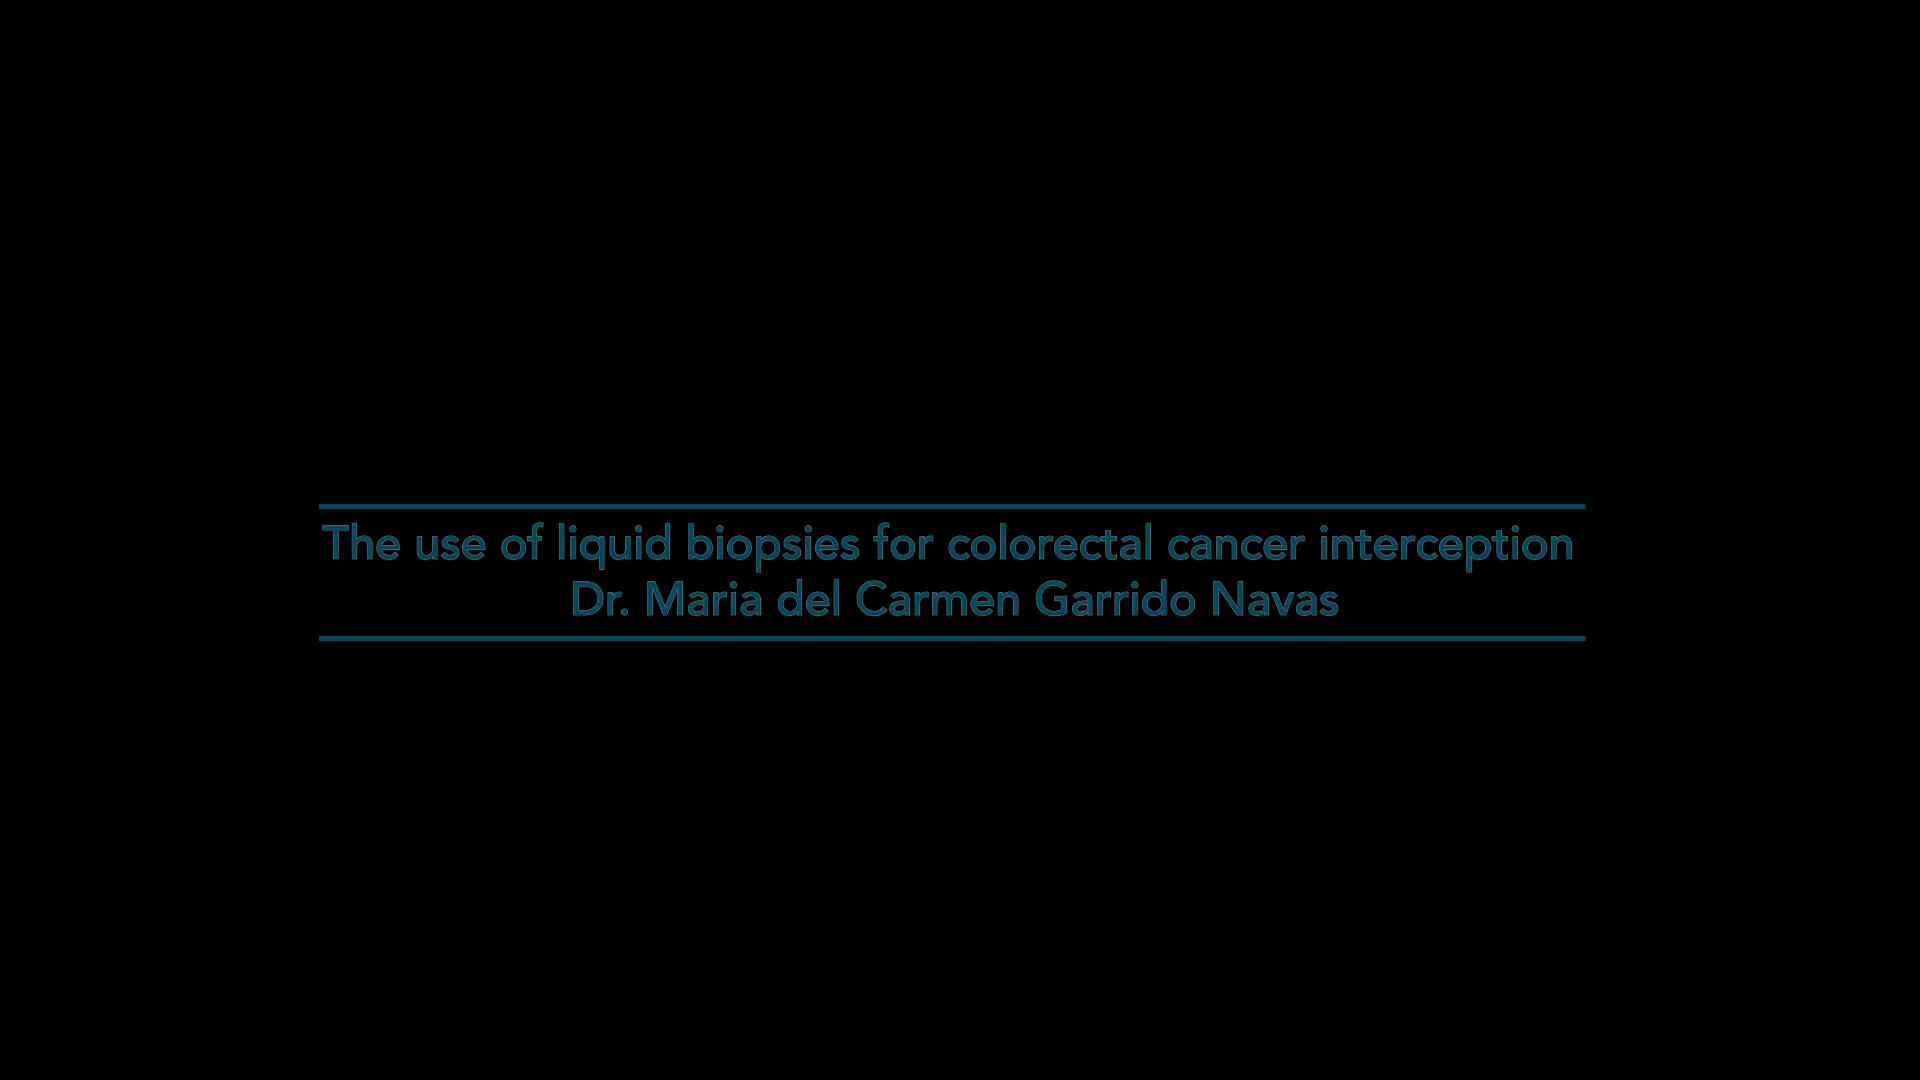 The use of liquid biopsies for colorectal cancer interception
Dr. Maria del Carmen Garrido Navas